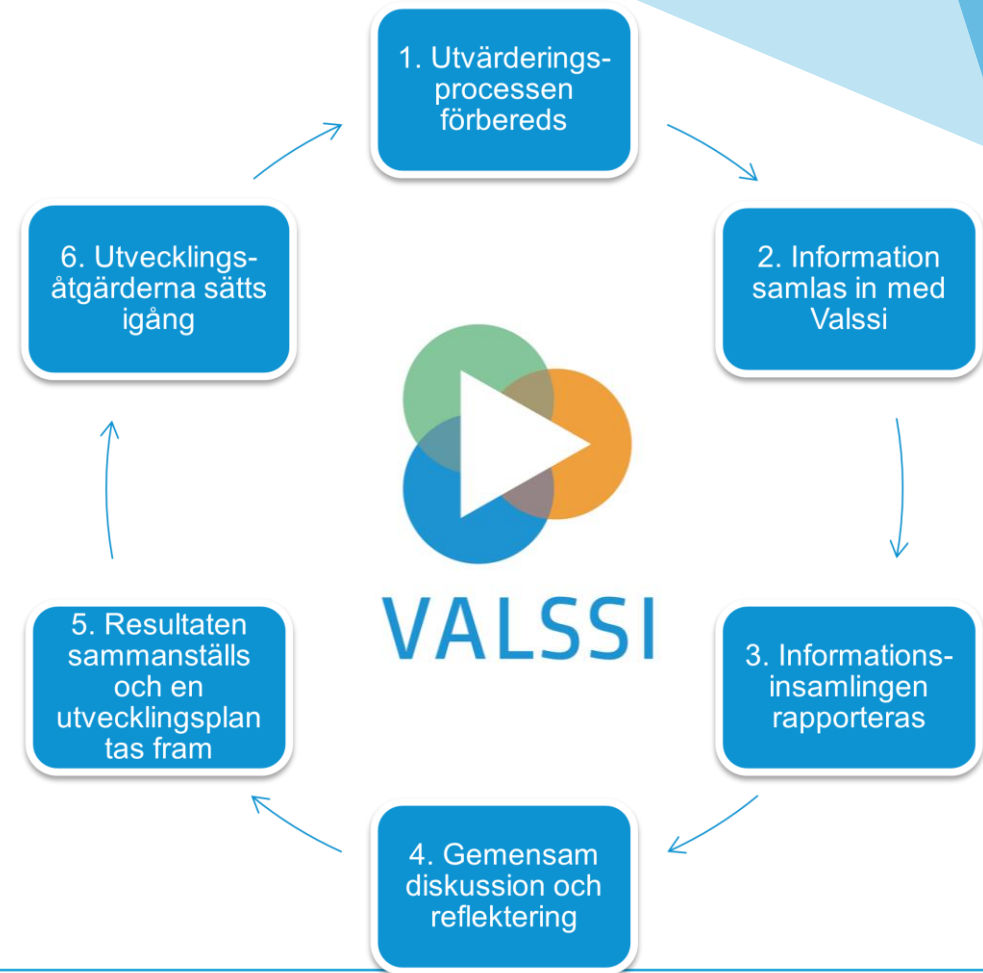 1. Utvärderings-
processen
förbereds
2. Information
samlas in med
Valssi
3. Informations-
insamlingen
rapporteras
4. Gemensam
diskussion och
reflektering
5. Resultaten
sammanställs
och en
utvecklingsplan
tas fram
6. Utvecklings-
åtgärderna sätts
igång
VALSSI